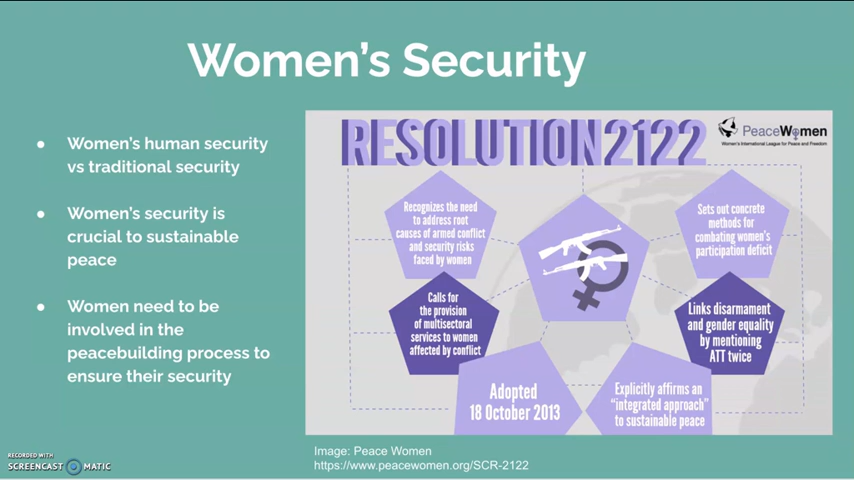 Women's Security
Women's human security
vs traditional security
Women's security is
crucial to sustainable
peace
Women need to be
involved in the
peacebuilding process to
ensure their security
RESOLUTION 2122
PeaceWomen
Women's International League for Peace and Freedom
Recognizes the need
to address root
causes of armed conflict
and security risks
faced by women
Sets out concrete
methods for
combating women's
participation deficit
Calls for
the provision
of multisectoral
services to women
affected by conflict
Links disarmament
and gender equality
by mentioning
ATT twice
Adopted
18 October 2013
Explicitly affirms an
"integrated approach"
to sustainable peace
Image: Peace Women
https://www.peacewomen.org/SCR-2122
RECORDED WITH
SCREENCAST MATIC